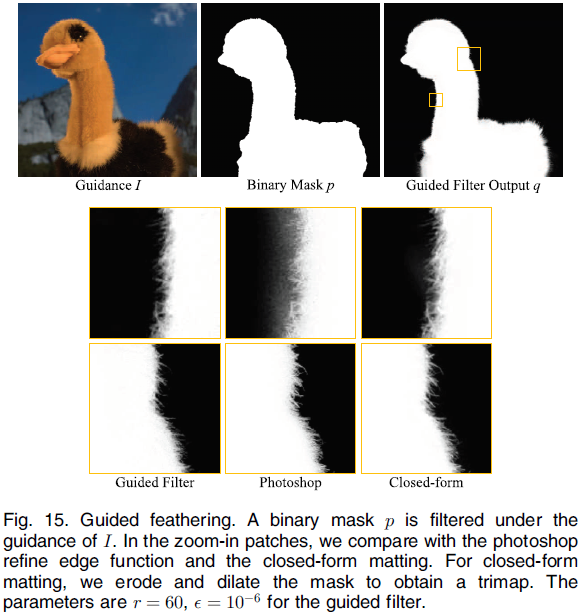 Guidance I
Binary Mask p
Guided Filter Output q
Guided Filter
Photoshop
Closed-form
Fig. 15. Guided feathering. A binary mask p is filtered under the
guidance of I. In the zoom-in patches, we compare with the photoshop
refine edge function and the closed-form matting. For closed-form
matting, we erode and dilate the mask to obtain a trimap. The
parameters are r = 60, ϵ = 10⁻⁶ for the guided filter.